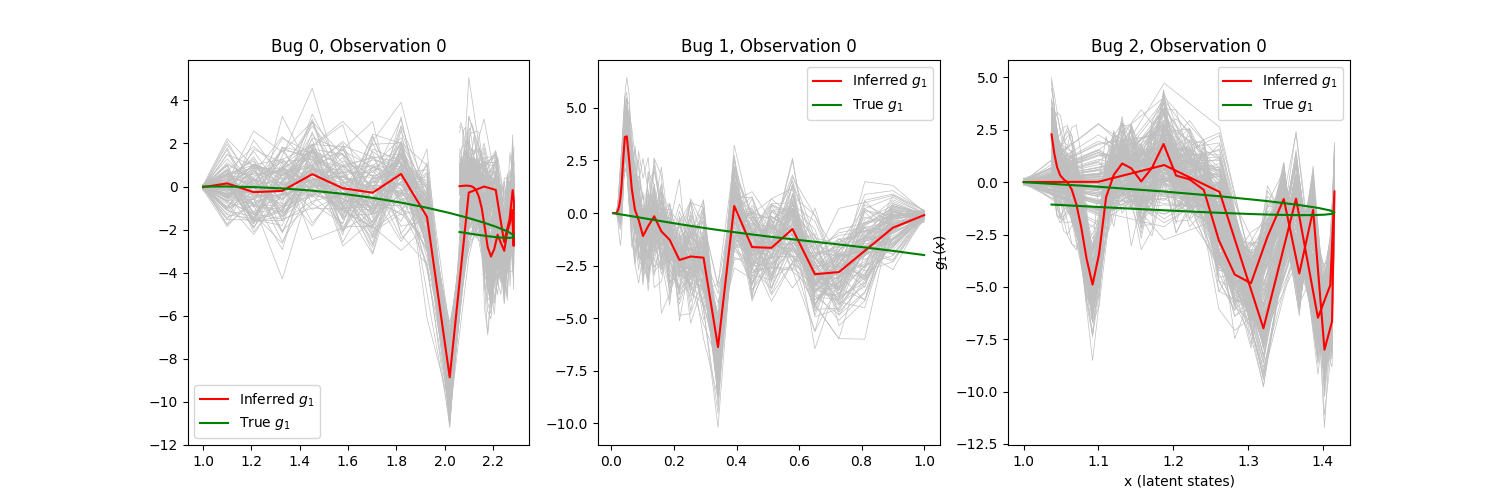 Bug 0, Observation 0
4
2
0
−2
−4
−6
−8
−10
−12
1.0 1.2 1.4 1.6 1.8 2.0 2.2
Inferred g₁
True g₁
Bug 1, Observation 0
5.0
2.5
0.0
−2.5
−5.0
−7.5
−10.0
0.0 0.2 0.4 0.6 0.8 1.0
Inferred g₁
True g₁
Bug 2, Observation 0
g₁(x)
5.0
2.5
0.0
−2.5
−5.0
−7.5
−10.0
−12.5
1.0 1.1 1.2 1.3 1.4
x (latent states)
Inferred g₁
True g₁